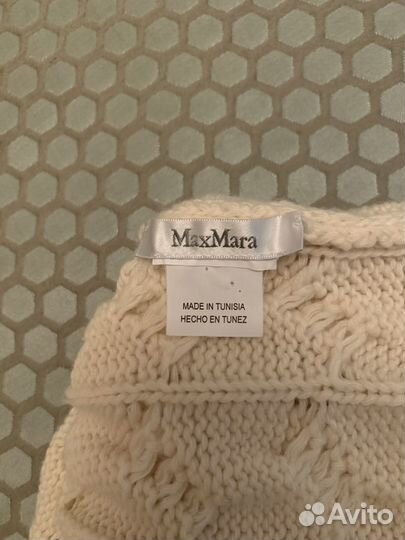 MaxMara
MADE IN TUNISIA
HECHO EN TUNEZ
Avito